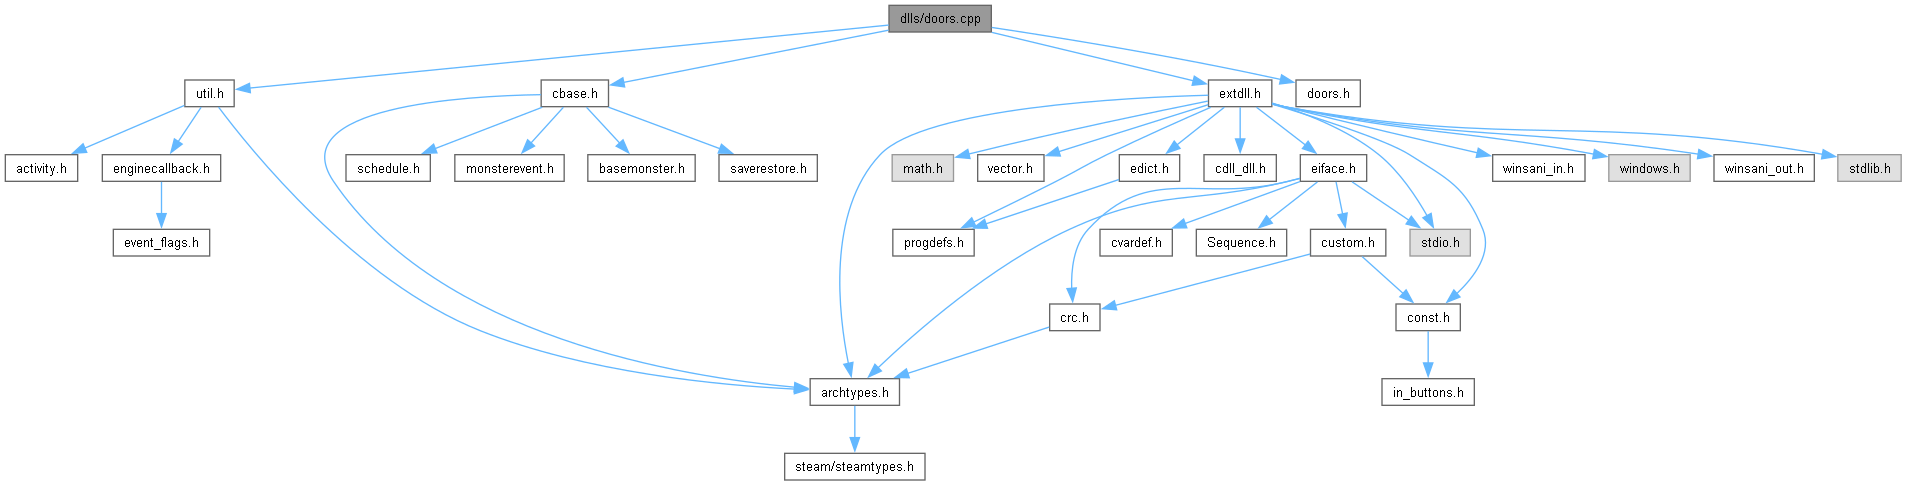 dlls/doors.cpp
util.h
cbase.h
extdll.h
doors.h
activity.h
enginecallback.h
schedule.h
monsterevent.h
basemonster.h
saverestore.h
math.h
vector.h
edict.h
cdll_dll.h
eiface.h
winsani_in.h
windows.h
winsani_out.h
stdlib.h
event_flags.h
progdefs.h
cvardef.h
Sequence.h
custom.h
stdio.h
crc.h
const.h
archtypes.h
in_buttons.h
steam/steamtypes.h